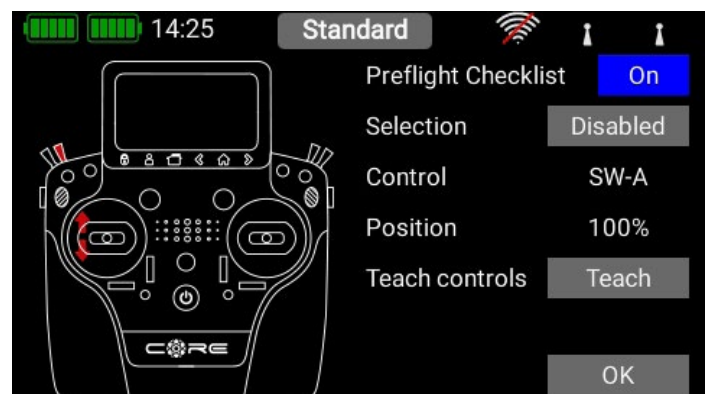 14:25 Standard
Preflight Checklist On
Selection Disabled
Control SW-A
Position 100%
Teach controls Teach
CORE
OK